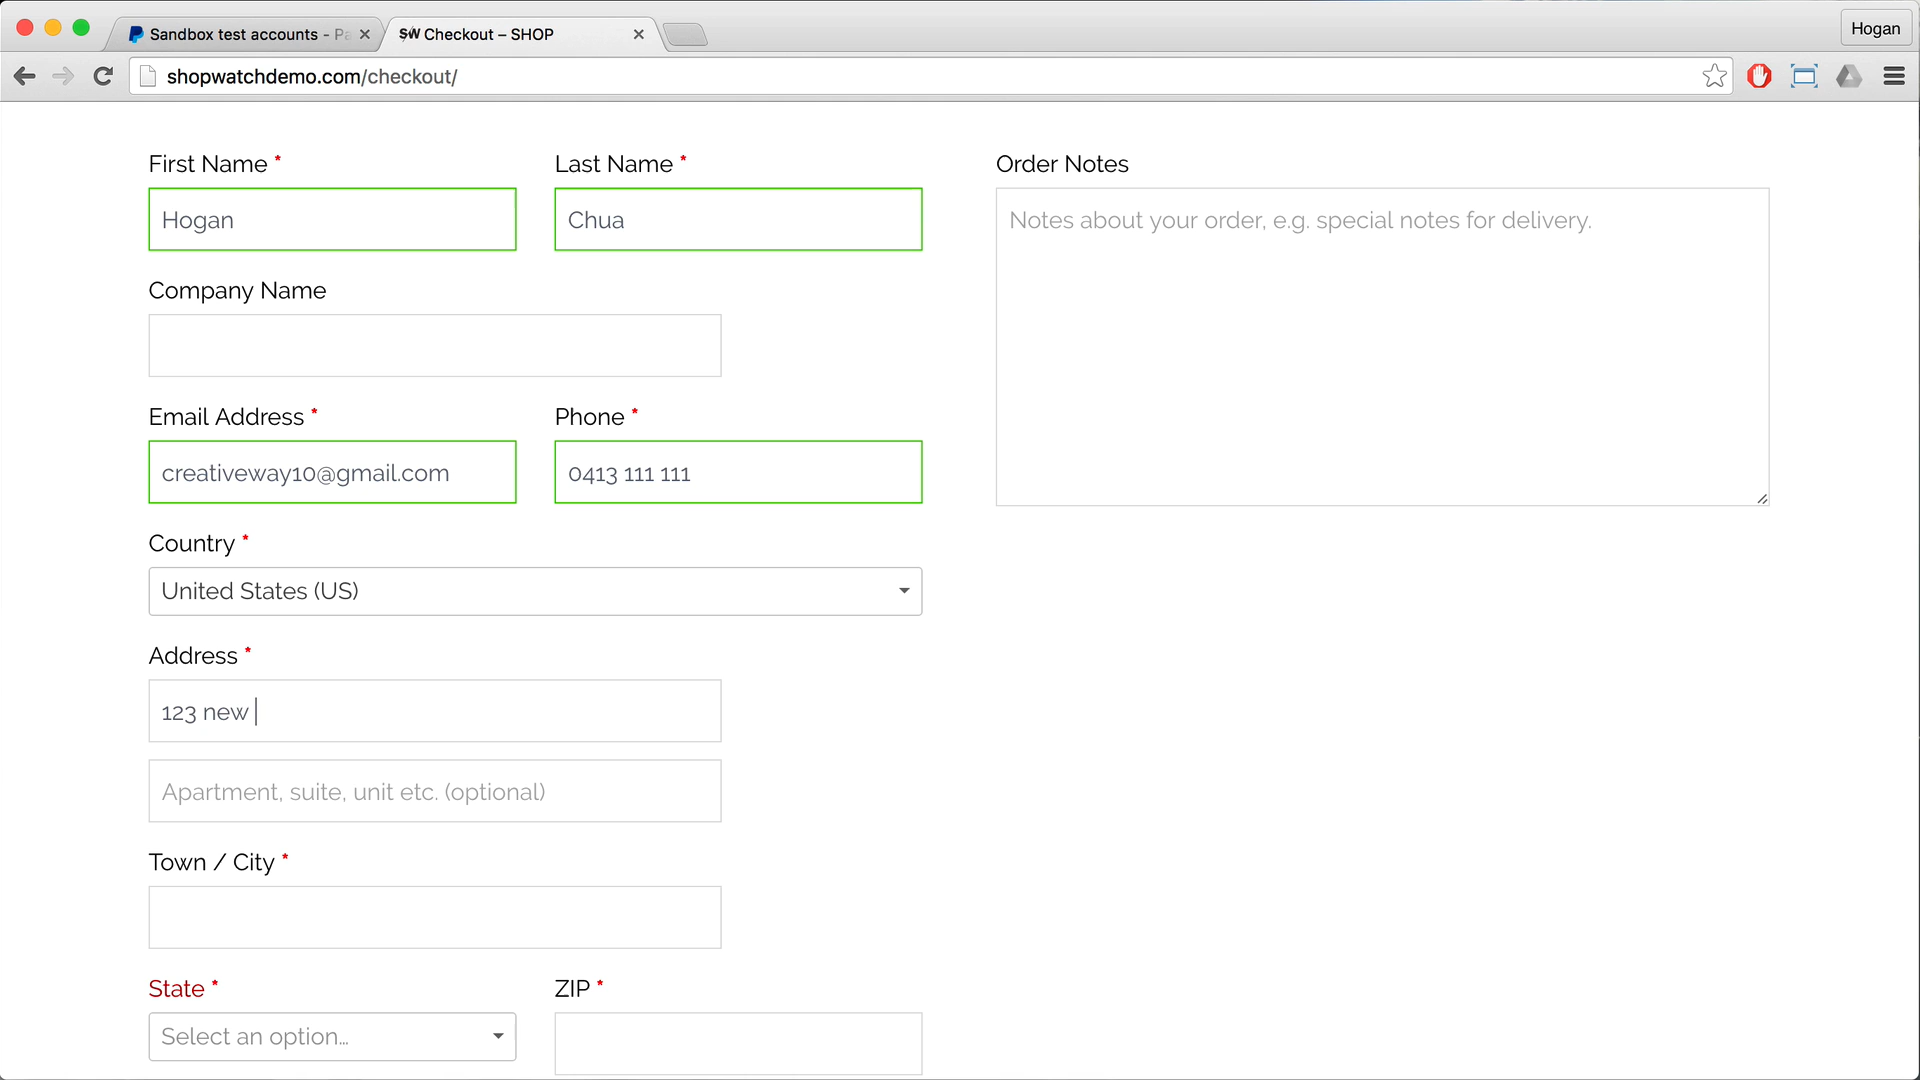 Sandbox test accounts - Pa
SW Checkout – SHOP
Hogan
shopwatchdemo.com/checkout/
First Name *
Last Name *
Order Notes
Hogan
Chua
Notes about your order, e.g. special notes for delivery.
Company Name
Email Address *
Phone *
creativeway10@gmail.com
0413 111 111
Country *
United States (US)
Address *
123 new
Apartment, suite, unit etc. (optional)
Town / City *
State *
ZIP *
Select an option...